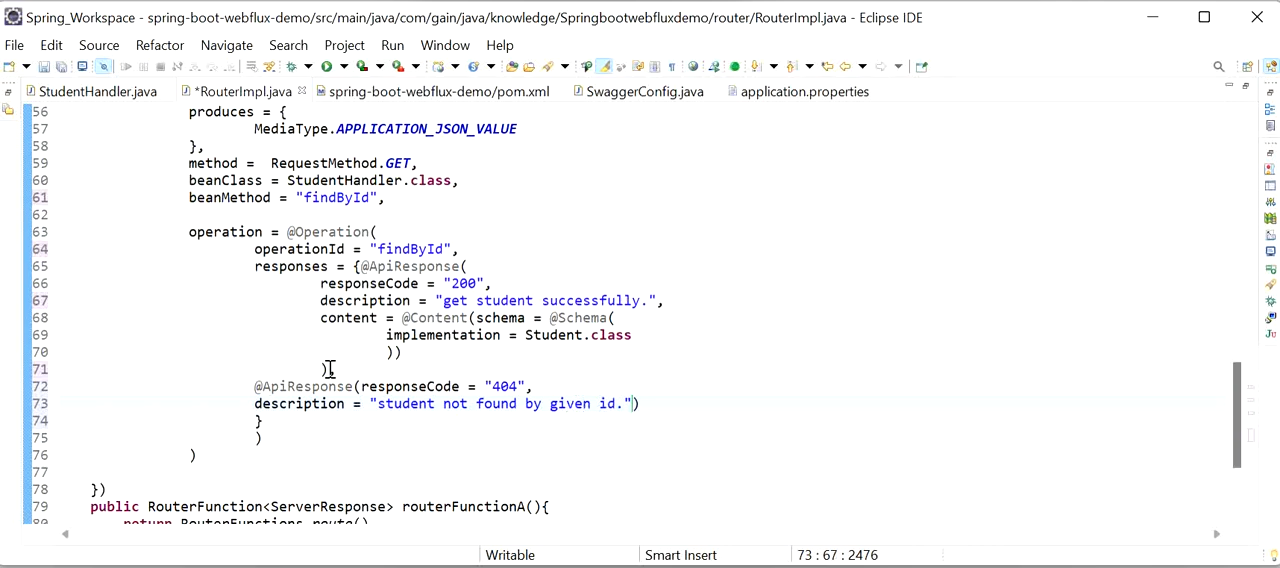 Spring_Workspace - spring-boot-webflux-demo/src/main/java/com/gain/java/knowledge/Springbootwebfluxdemo/router/RouterImpl.java - Eclipse IDE
File Edit Source Refactor Navigate Search Project Run Window Help
StudentHandler.java *RouterImpl.java spring-boot-webflux-demo/pom.xml SwaggerConfig.java application.properties
56 produces = {
57 MediaType.APPLICATION_JSON_VALUE
58 },
59 method =  RequestMethod.GET,
60 beanClass = StudentHandler.class,
61 beanMethod = "findById",
62
63 operation = @Operation(
64 operationId = "findById",
65 responses = {@ApiResponse(
66 responseCode = "200",
67 description = "get student successfully.",
68 content = @Content(schema = @Schema(
69 implementation = Student.class
70 ))
71 ),
72 @ApiResponse(responseCode = "404",
73 description = "student not found by given id.")
74 }
75 )
76 )
77
78 })
79 public RouterFunction<ServerResponse> routerFunctionA(){
80 return RouterFunctions.route()
Writable Smart Insert 73 : 67 : 2476